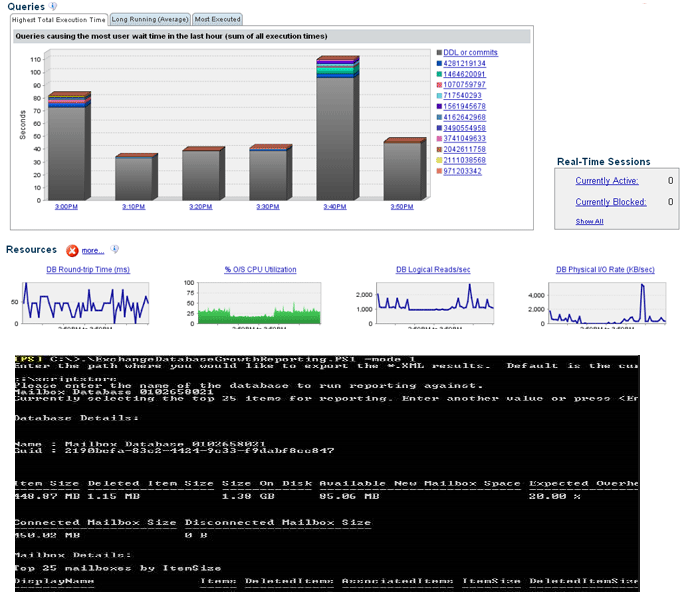 Queries
Highest Total Execution Time Long Running (Average) Most Executed
Queries causing the most user wait time in the last hour (sum of all execution times)
110
100
90
80
70
60
50
40
30
20
10
0
Seconds
3:00PM 3:10PM 3:20PM 3:30PM 3:40PM 3:50PM
DDL or commits
4281219134
1464620091
1070759797
717540293
1561945678
4162642968
3490554958
3741049633
2042611758
2111038568
971203342
Real-Time Sessions
Currently Active: 0
Currently Blocked: 0
Show All
Resources more...
DB Round-trip Time (ms) % O/S CPU Utilization DB Logical Reads/sec DB Physical I/O Rate (KB/sec)
50
0
100
75
50
25
0
2,000
1,000
0
4,000
2,000
0
[PS] C:\>.\ExchangeDatabaseGrowthReporting.PS1 -mode 1
Enter the path where you would like to export the *.XML results. Default is the cur
c:\scriptstore
Please enter the name of the database to run reporting against.
Mailbox Database 0102658021
Currently selecting the top 25 items for reporting. Enter another value or press <En
Database Details:
Name : Mailbox Database 0102658021
Guid : 2190befa-83c2-4424-9c33-f9dabf8cc847
Item Size Deleted Item Size Size On Disk Available New Mailbox Space Expected Overhe
448.87 MB 1.15 MB 1.38 GB 85.06 MB 20.00 %
Connected Mailbox Size Disconnected Mailbox Size
450.02 MB 0 B
Mailbox Details:
Top 25 mailboxes by ItemSize
DisplayName Items DeletedItems AssociatedItems ItemSize DeletedItemSize